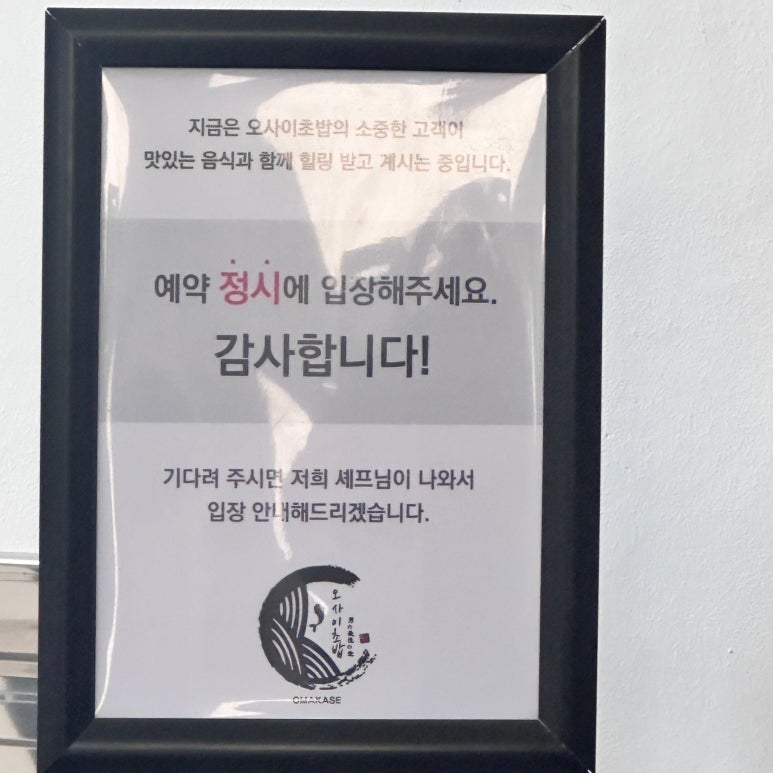 지금은 오사이초밥의 소중한 고객이
맛있는 음식과 함께 힐링 받고 계시는 중입니다.
예약 정시에 입장해주세요.
감사합니다!
기다려 주시면 저희 셰프님이 나와서
입장 안내해드리겠습니다.
오사이초밥
OMAKASE